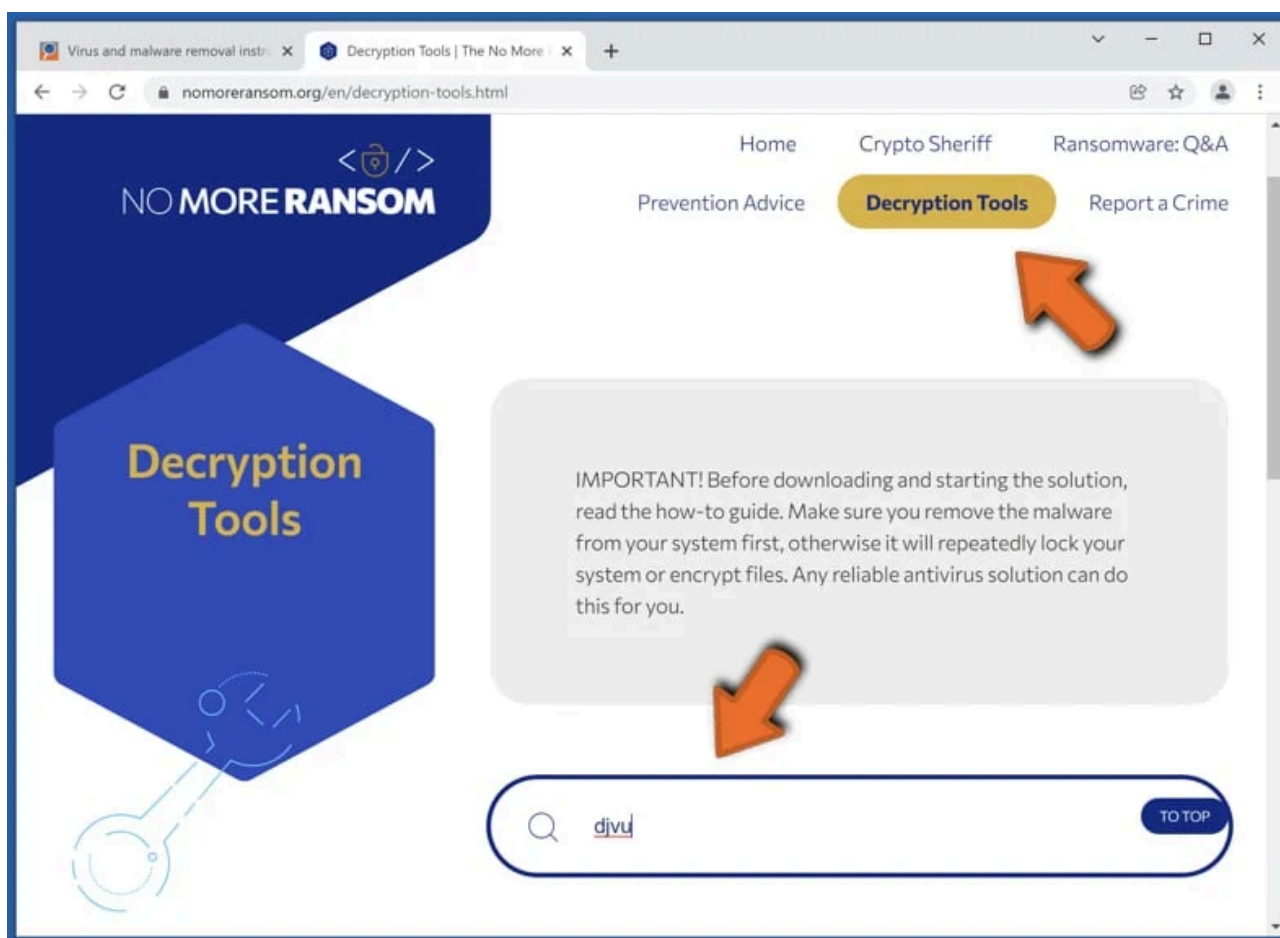 Virus and malware removal instr
Decryption Tools | The No More
nomoreransom.org/en/decryption-tools.html
</>
NO MORE RANSOM
Home Crypto Sheriff Ransomware: Q&A
Prevention Advice Decryption Tools Report a Crime
Decryption
Tools
IMPORTANT! Before downloading and starting the solution,
read the how-to guide. Make sure you remove the malware
from your system first, otherwise it will repeatedly lock your
system or encrypt files. Any reliable antivirus solution can do
this for you.
djvu
TO TOP